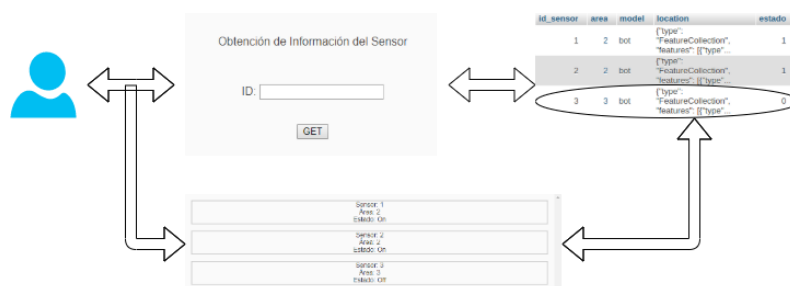 Obtención de Información del Sensor
ID:
GET
id_sensor area model location estado
1 2 bot {"type": "FeatureCollection", "features": [{"type"... 1
2 2 bot {"type": "FeatureCollection", "features": [{"type"... 1
3 3 bot {"type": "FeatureCollection", "features": [{"type"... 0
Sensor: 1
Área: 2
Estado: On
Sensor: 2
Área: 2
Estado: On
Sensor: 3
Área: 3
Estado: Off